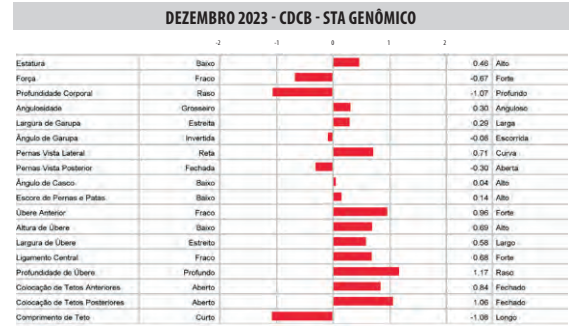 DEZEMBRO 2023 - CDCB - STA GENÔMICO
-2 -1 0 1 2
Estatura Baixo 0.46 Alto
Força Fraco -0.67 Forte
Profundidade Corporal Raso -1.07 Profundo
Angulosidade Grosseiro 0.30 Anguloso
Largura de Garupa Estreita 0.29 Larga
Ângulo de Garupa Invertida -0.08 Escorrida
Pernas Vista Lateral Reta 0.71 Curva
Pernas Vista Posterior Fechada -0.30 Aberta
Ângulo de Casco Baixo 0.04 Alto
Escore de Pernas e Patas Baixo 0.14 Alto
Úbere Anterior Fraco 0.96 Forte
Altura de Úbere Baixo 0.69 Alto
Largura de Úbere Estreito 0.58 Largo
Ligamento Central Fraco 0.68 Forte
Profundidade de Úbere Profundo 1.17 Raso
Colocação de Tetos Anteriores Aberto 0.84 Fechado
Colocação de Tetos Posteriores Aberto 1.06 Fechado
Comprimento de Teto Curto -1.08 Longo